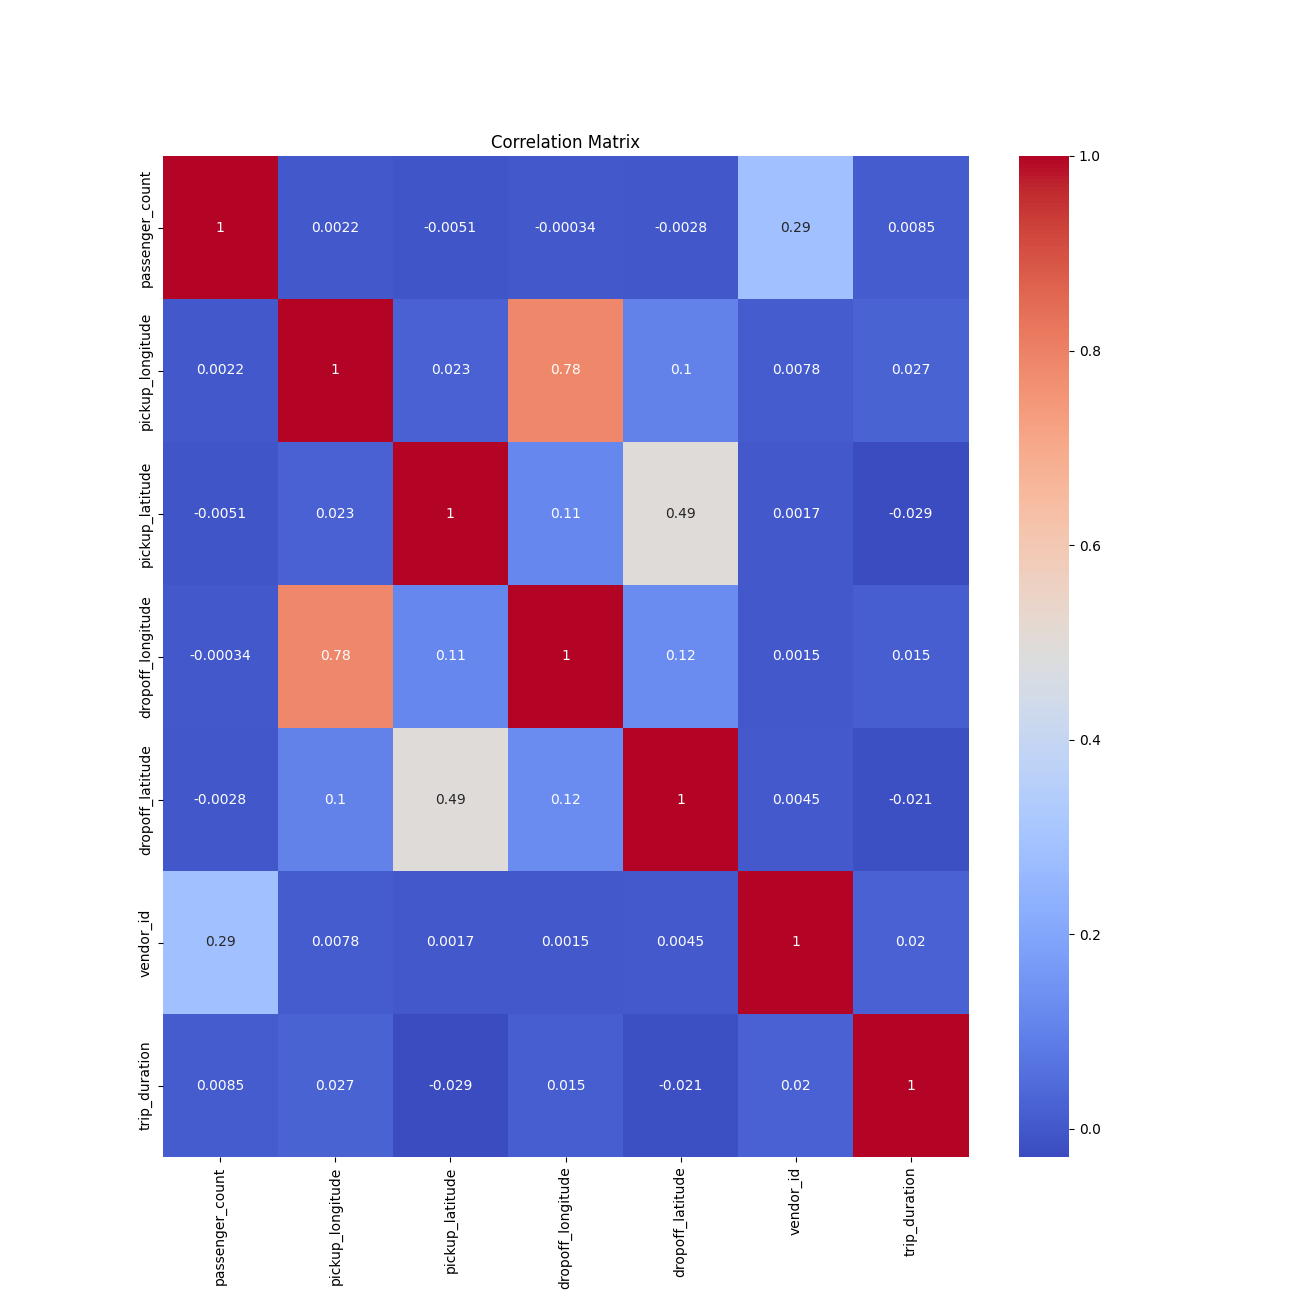 Correlation Matrix
passenger_count 1 0.0022 -0.0051 -0.00034 -0.0028 0.29 0.0085
pickup_longitude 0.0022 1 0.023 0.78 0.1 0.0078 0.027
pickup_latitude -0.0051 0.023 1 0.11 0.49 0.0017 -0.029
dropoff_longitude -0.00034 0.78 0.11 1 0.12 0.0015 0.015
dropoff_latitude -0.0028 0.1 0.49 0.12 1 0.0045 -0.021
vendor_id 0.29 0.0078 0.0017 0.0015 0.0045 1 0.02
trip_duration 0.0085 0.027 -0.029 0.015 -0.021 0.02 1
passenger_count pickup_longitude pickup_latitude dropoff_longitude dropoff_latitude vendor_id trip_duration
1.0
0.8
0.6
0.4
0.2
0.0